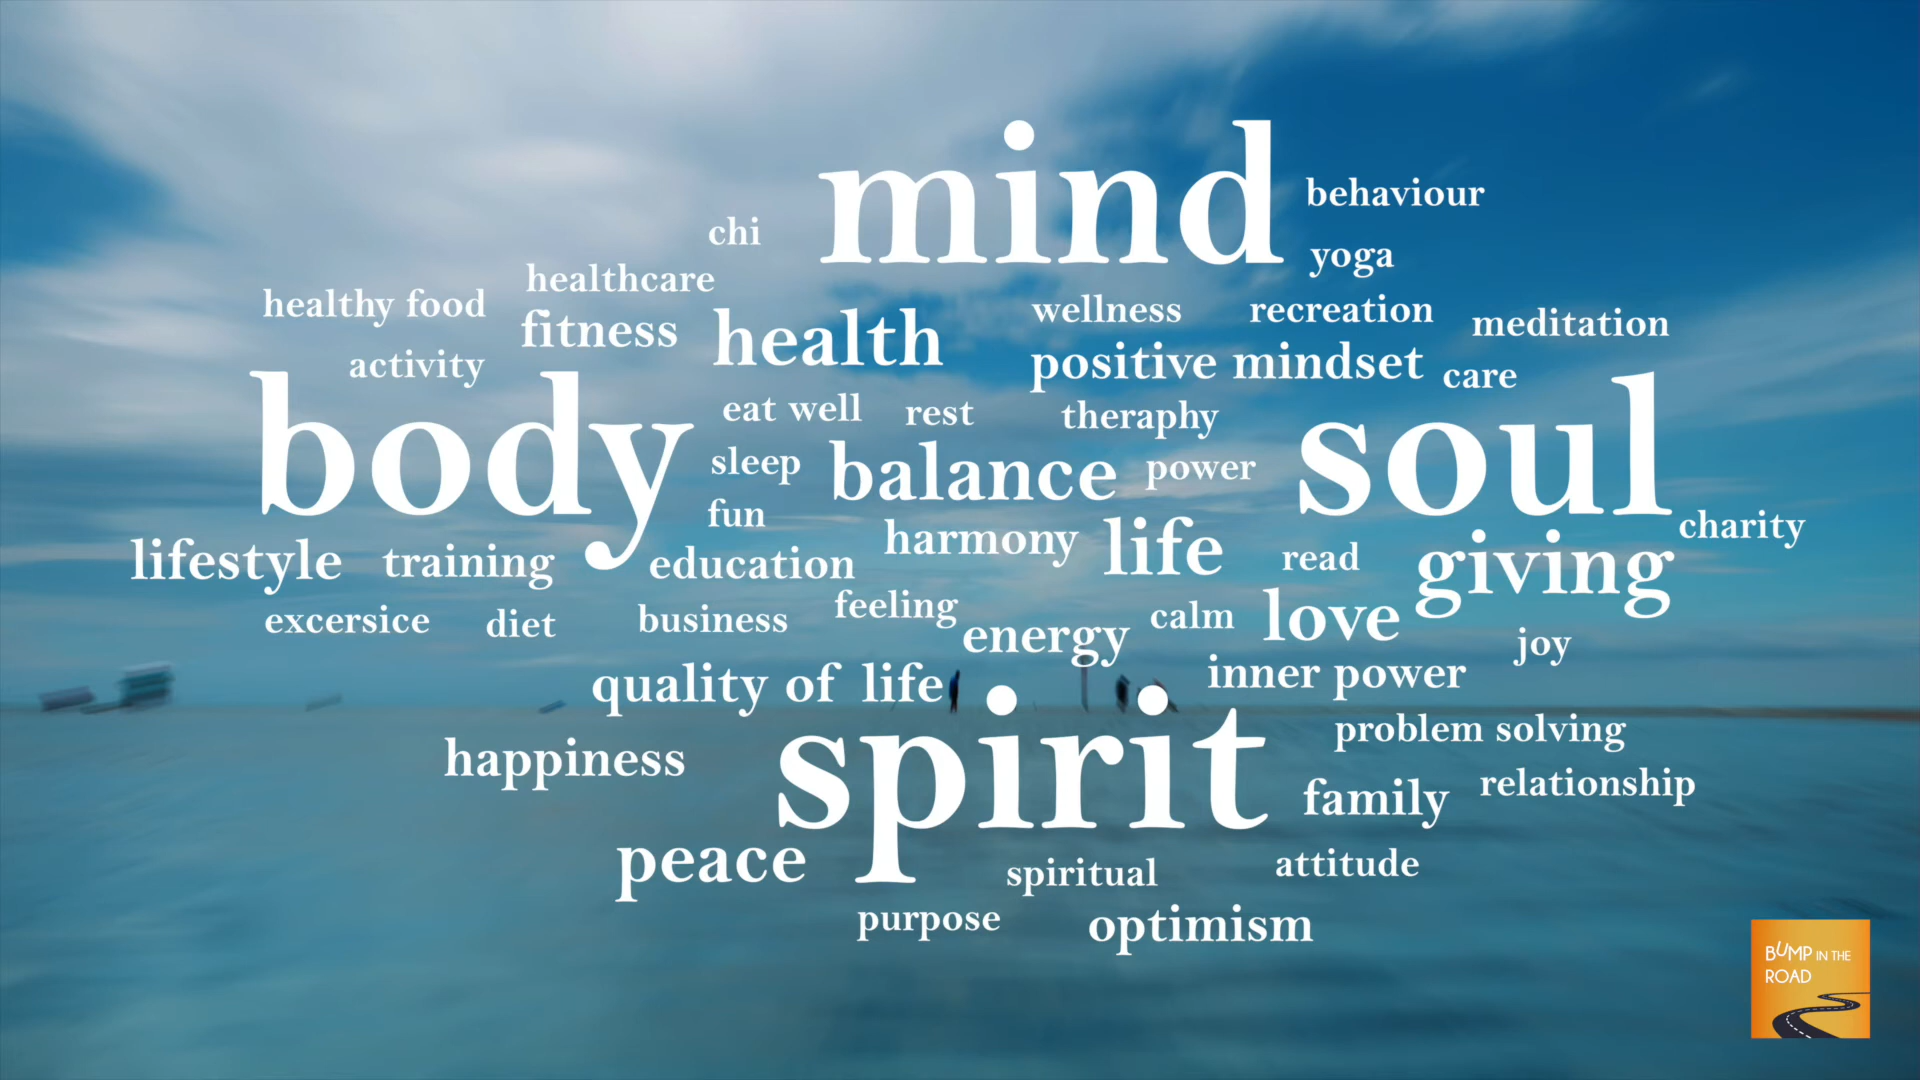 mind
behaviour
chi
yoga
healthcare
healthy food
fitness
health
wellness
recreation
meditation
activity
positive mindset
care
body
eat well
rest
theraphy
soul
sleep
balance
power
fun
harmony
life
read
giving
charity
lifestyle
training
education
excersice
diet
business
feeling
energy
calm
love
joy
quality of life
inner power
happiness
spirit
problem solving
family
relationship
peace
spiritual
attitude
purpose
optimism
BUMP IN THE
ROAD